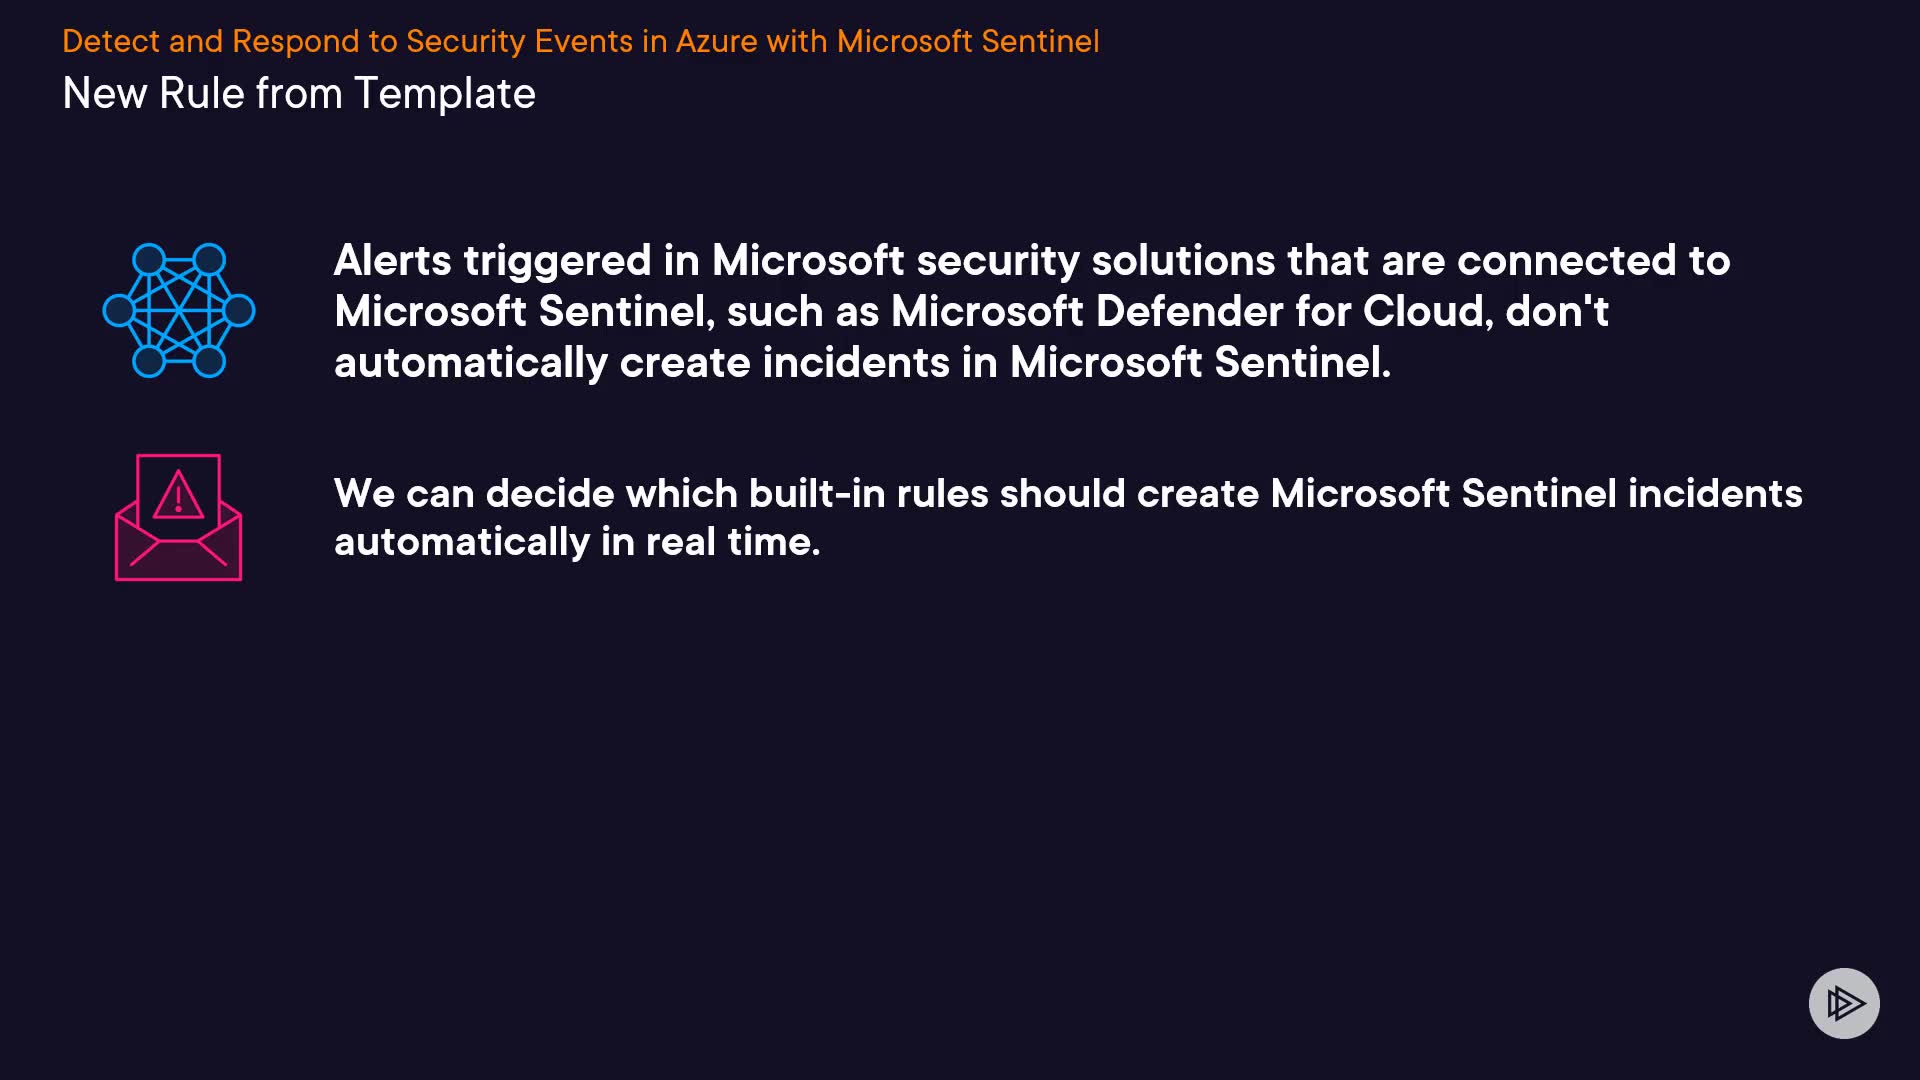 Detect and Respond to Security Events in Azure with Microsoft Sentinel
New Rule from Template
Alerts triggered in Microsoft security solutions that are connected to
Microsoft Sentinel, such as Microsoft Defender for Cloud, don't
automatically create incidents in Microsoft Sentinel.
We can decide which built-in rules should create Microsoft Sentinel incidents
automatically in real time.